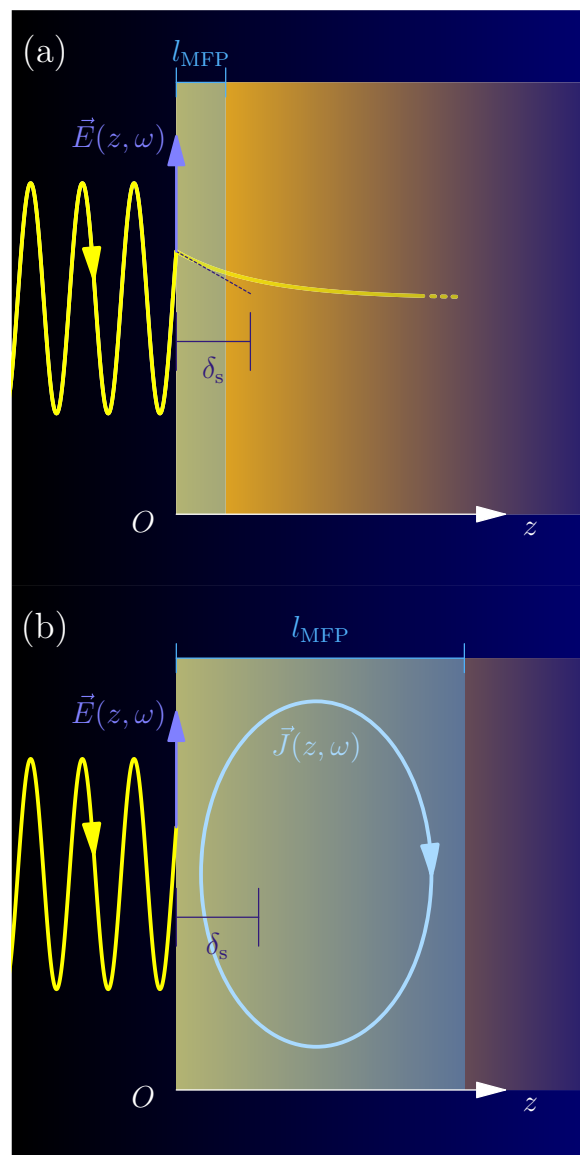 (a)
l_MFP
E⃗(z, ω)
δ_s
O
z
(b)
l_MFP
E⃗(z, ω)
J⃗(z, ω)
δ_s
O
z